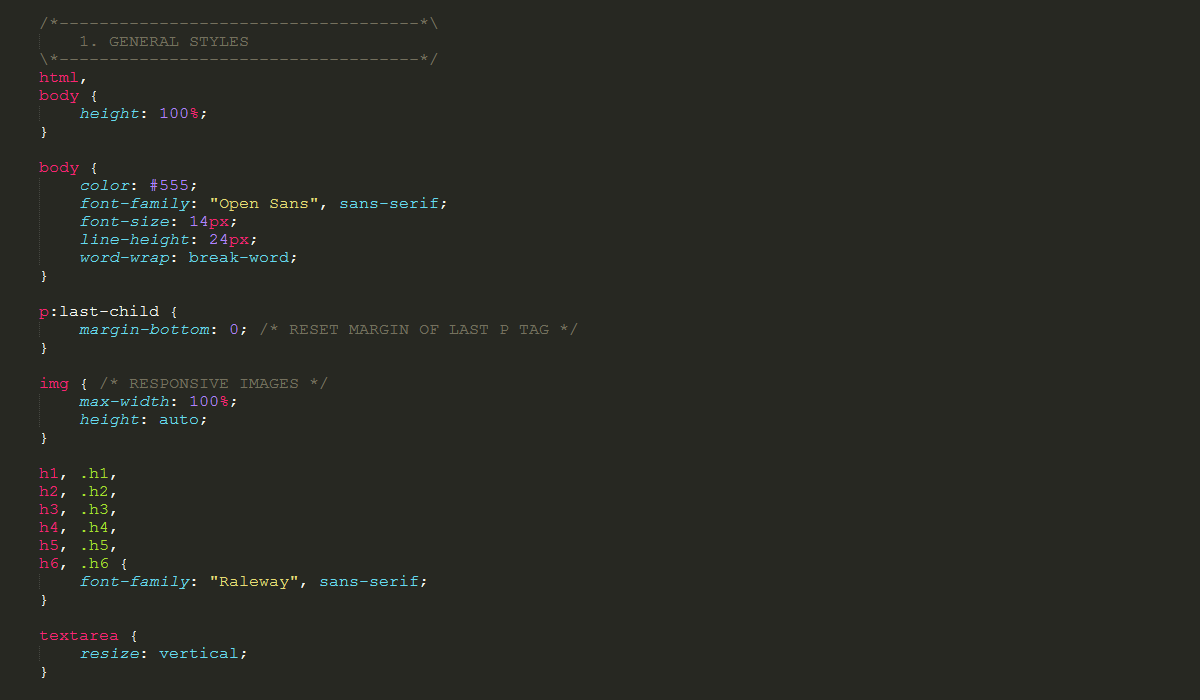 /*------------------------------------*\
    1. GENERAL STYLES
\*------------------------------------*/
html,
body {
    height: 100%;
}

body {
    color: #555;
    font-family: "Open Sans", sans-serif;
    font-size: 14px;
    line-height: 24px;
    word-wrap: break-word;
}

p:last-child {
    margin-bottom: 0; /* RESET MARGIN OF LAST P TAG */
}

img { /* RESPONSIVE IMAGES */
    max-width: 100%;
    height: auto;
}

h1, .h1,
h2, .h2,
h3, .h3,
h4, .h4,
h5, .h5,
h6, .h6 {
    font-family: "Raleway", sans-serif;
}

textarea {
    resize: vertical;
}